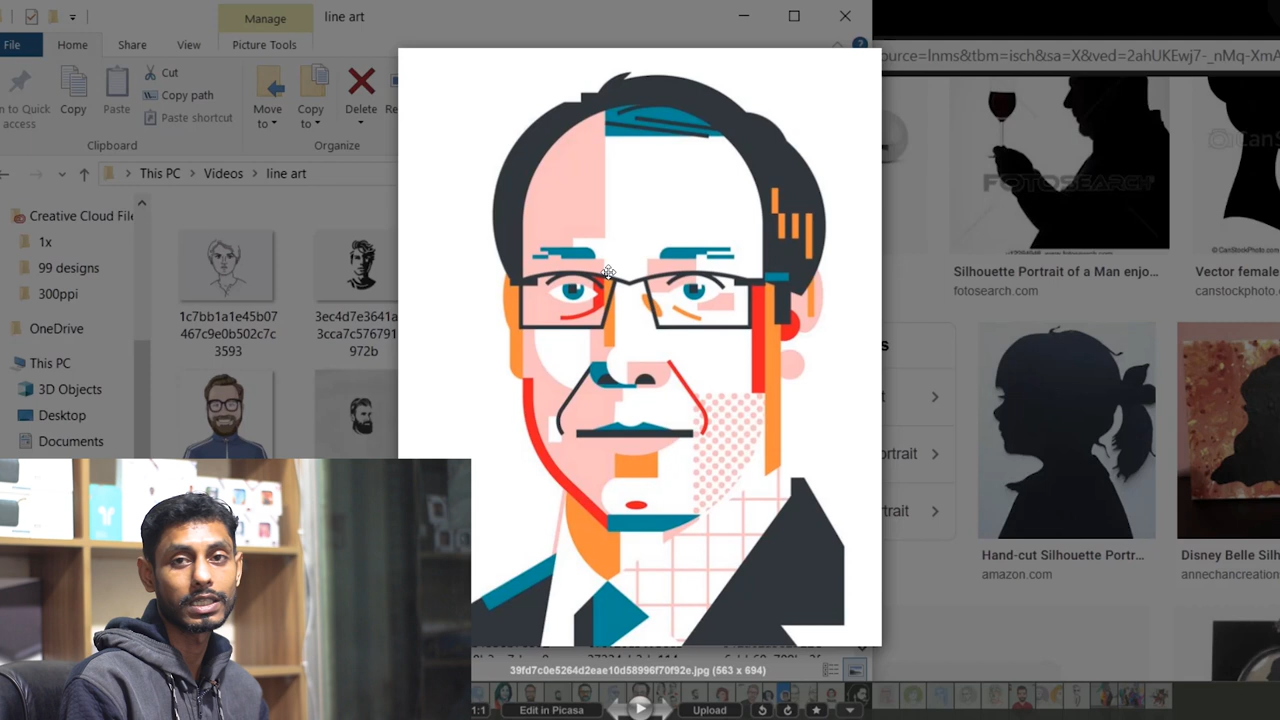 Manage
line art
File
Home
Share
View
Picture Tools
to Quick
access
Copy
Paste
Cut
Copy path
Paste shortcut
Move
to
Copy
to
Delete
Clipboard
Organize
This PC
Videos
line art
Creative Cloud File
1x
99 designs
300ppi
OneDrive
This PC
3D Objects
Desktop
Documents
1c7bb1a1e45b07
467c9e0b502c7c
3593
3ec4d7e3641a
3cca7c576791
972b
ource=lnms&tbm=isch&sa=X&ved=2ahUKEwj7-_nMq-XmA
FOTOSEARCH
© CanStockPhoto.c
Silhouette Portrait of a Man enjo...
fotosearch.com
Vector female
canstockphoto.c
Hand-cut Silhouette Portr...
amazon.com
Disney Belle Silh
annechancreation
39fd7c0e5264d2eae10d58996f70f92e.jpg (563 x 694)
1:1
Edit in Picasa
Upload